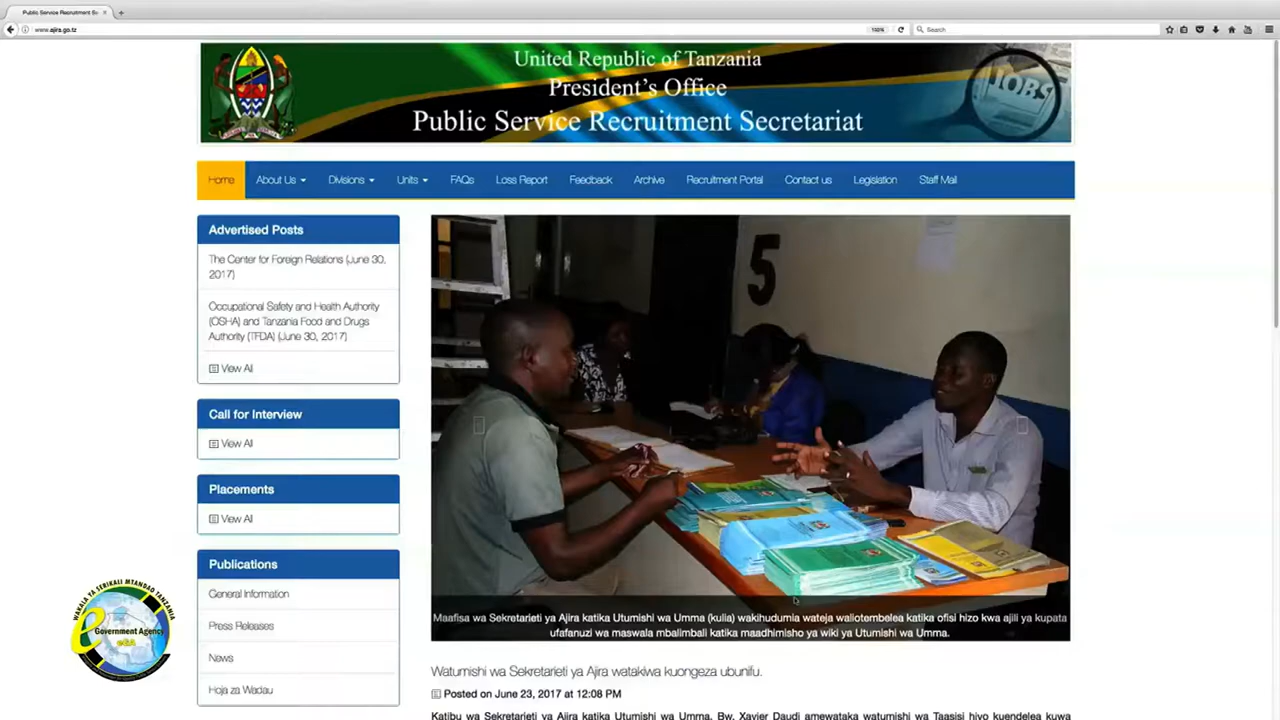 Public Service Recruitment Se
www.ajira.go.tz
100%
Search
United Republic of Tanzania
President's Office
Public Service Recruitment Secretariat
JOBS
Home
About Us
Divisions
Units
FAQs
Loss Report
Feedback
Archive
Recruitment Portal
Contact us
Legislation
Staff Mail
Advertised Posts
The Center for Foreign Relations (June 30,
2017)
Occupational Safety and Health Authority
(OSHA) and Tanzania Food and Drugs
Authority (TFDA) (June 30, 2017)
View All
Call for Interview
View All
Placements
View All
Publications
General Information
Press Releases
News
Hoja za Wadau
5
Maafisa wa Sekretarieti ya Ajira katika Utumishi wa Umma (kulia) wakihudumia wateja waliotembelea katika ofisi hizo kwa ajili ya kupata
ufafanuzi wa maswala mbalimbali katika maadhimisho ya wiki ya Utumishi wa Umma.
Watumishi wa Sekretarieti ya Ajira watakiwa kuongeza ubunifu.
Posted on June 23, 2017 at 12:08 PM
Katibu wa Sekretarieti ya Ajira katika Utumishi wa Umma, Bw. Xavier Daudi amewataka watumishi wa Taasisi hiyo kuendelea kuwa
WAKALA YA SERIKALI MTANDAO TANZANIA
e
Government Agency
eGA